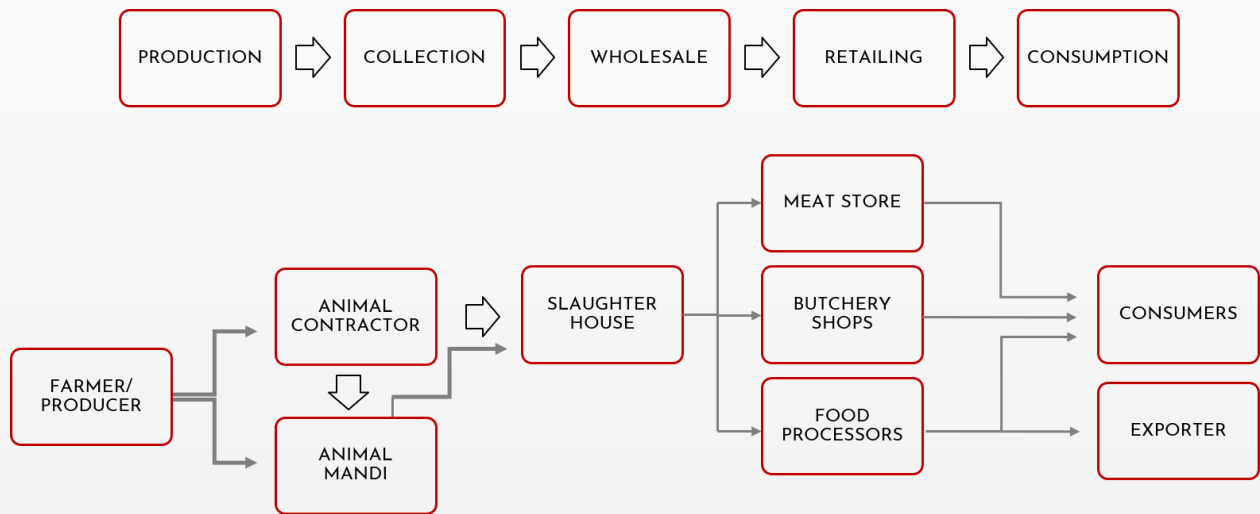 PRODUCTION
COLLECTION
WHOLESALE
RETAILING
CONSUMPTION
FARMER/
PRODUCER
ANIMAL
CONTRACTOR
ANIMAL
MANDI
SLAUGHTER
HOUSE
MEAT STORE
BUTCHERY
SHOPS
FOOD
PROCESSORS
CONSUMERS
EXPORTER